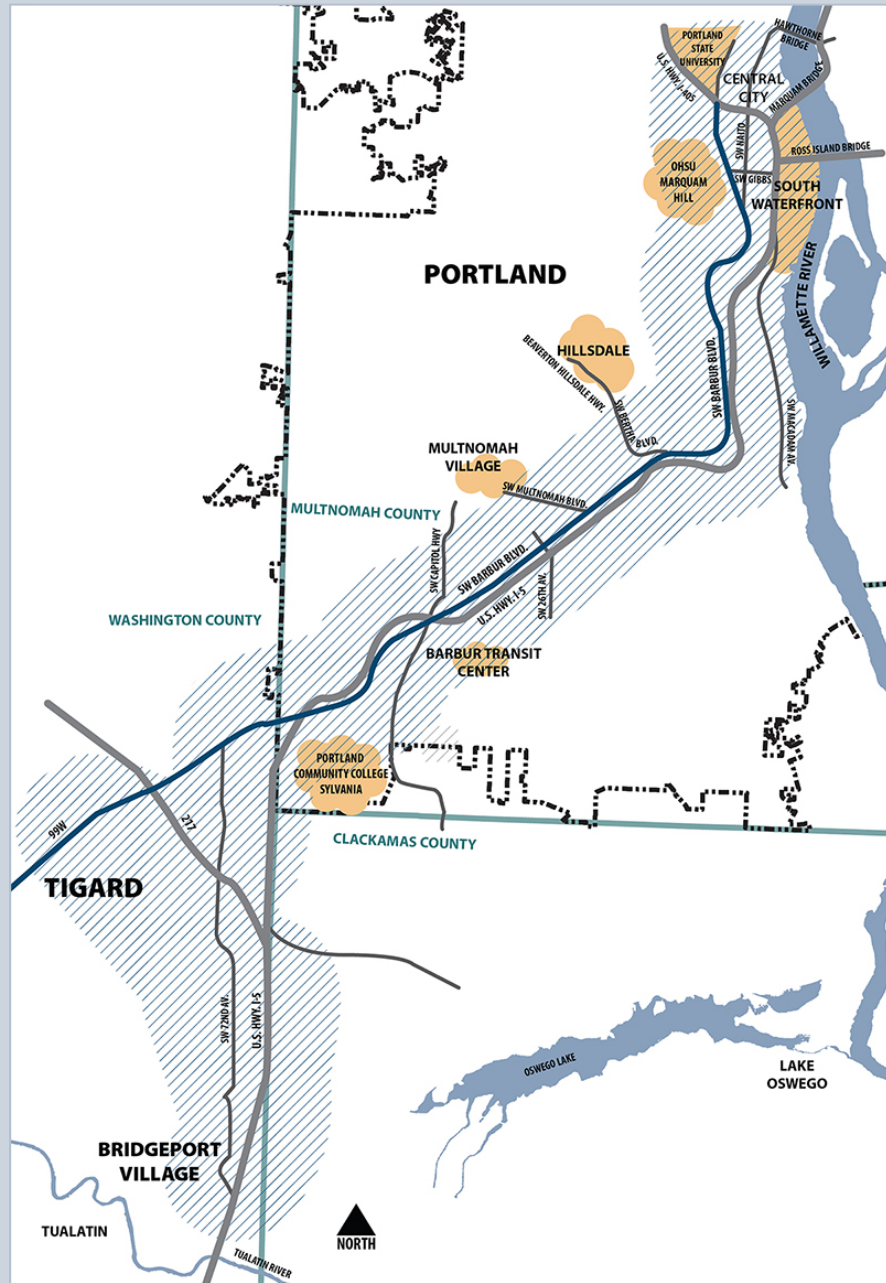 HAWTHORNE
BRIDGE
PORTLAND
STATE
UNIVERSITY
U.S. HWY. I-405
CENTRAL
CITY
MARQUAM BRIDGE
SW NAITO
ROSS ISLAND BRIDGE
OHSU
MARQUAM
HILL
SW GIBBS
SOUTH
WATERFRONT
PORTLAND
WILLAMETTE RIVER
HILLSDALE
BEAVERTON HILLSDALE HWY.
SW BERTHA BLVD.
SW BARBUR BLVD.
SW MACADAM AV.
MULTNOMAH
VILLAGE
SW MULTNOMAH BLVD.
MULTNOMAH COUNTY
SW CAPITOL HWY
SW BARBUR BLVD.
U.S. HWY. I-5
SW 26TH AV.
WASHINGTON COUNTY
BARBUR TRANSIT
CENTER
PORTLAND
COMMUNITY COLLEGE
SYLVANIA
CLACKAMAS COUNTY
99W
217
TIGARD
SW 72ND AV.
U.S. HWY. I-5
OSWEGO LAKE
LAKE
OSWEGO
BRIDGEPORT
VILLAGE
TUALATIN
TUALATIN RIVER
NORTH